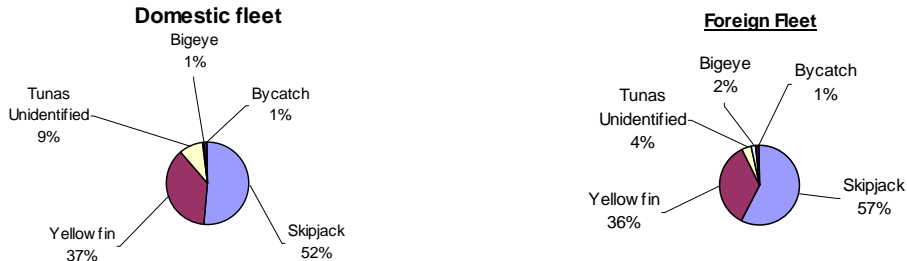 Domestic fleet
Bigeye
1%
Bycatch
1%
Tunas
Unidentified
9%
Yellow fin
37%
Skipjack
52%
Foreign Fleet
Bigeye
2%
Bycatch
1%
Tunas
Unidentified
4%
Yellow fin
36%
Skipjack
57%